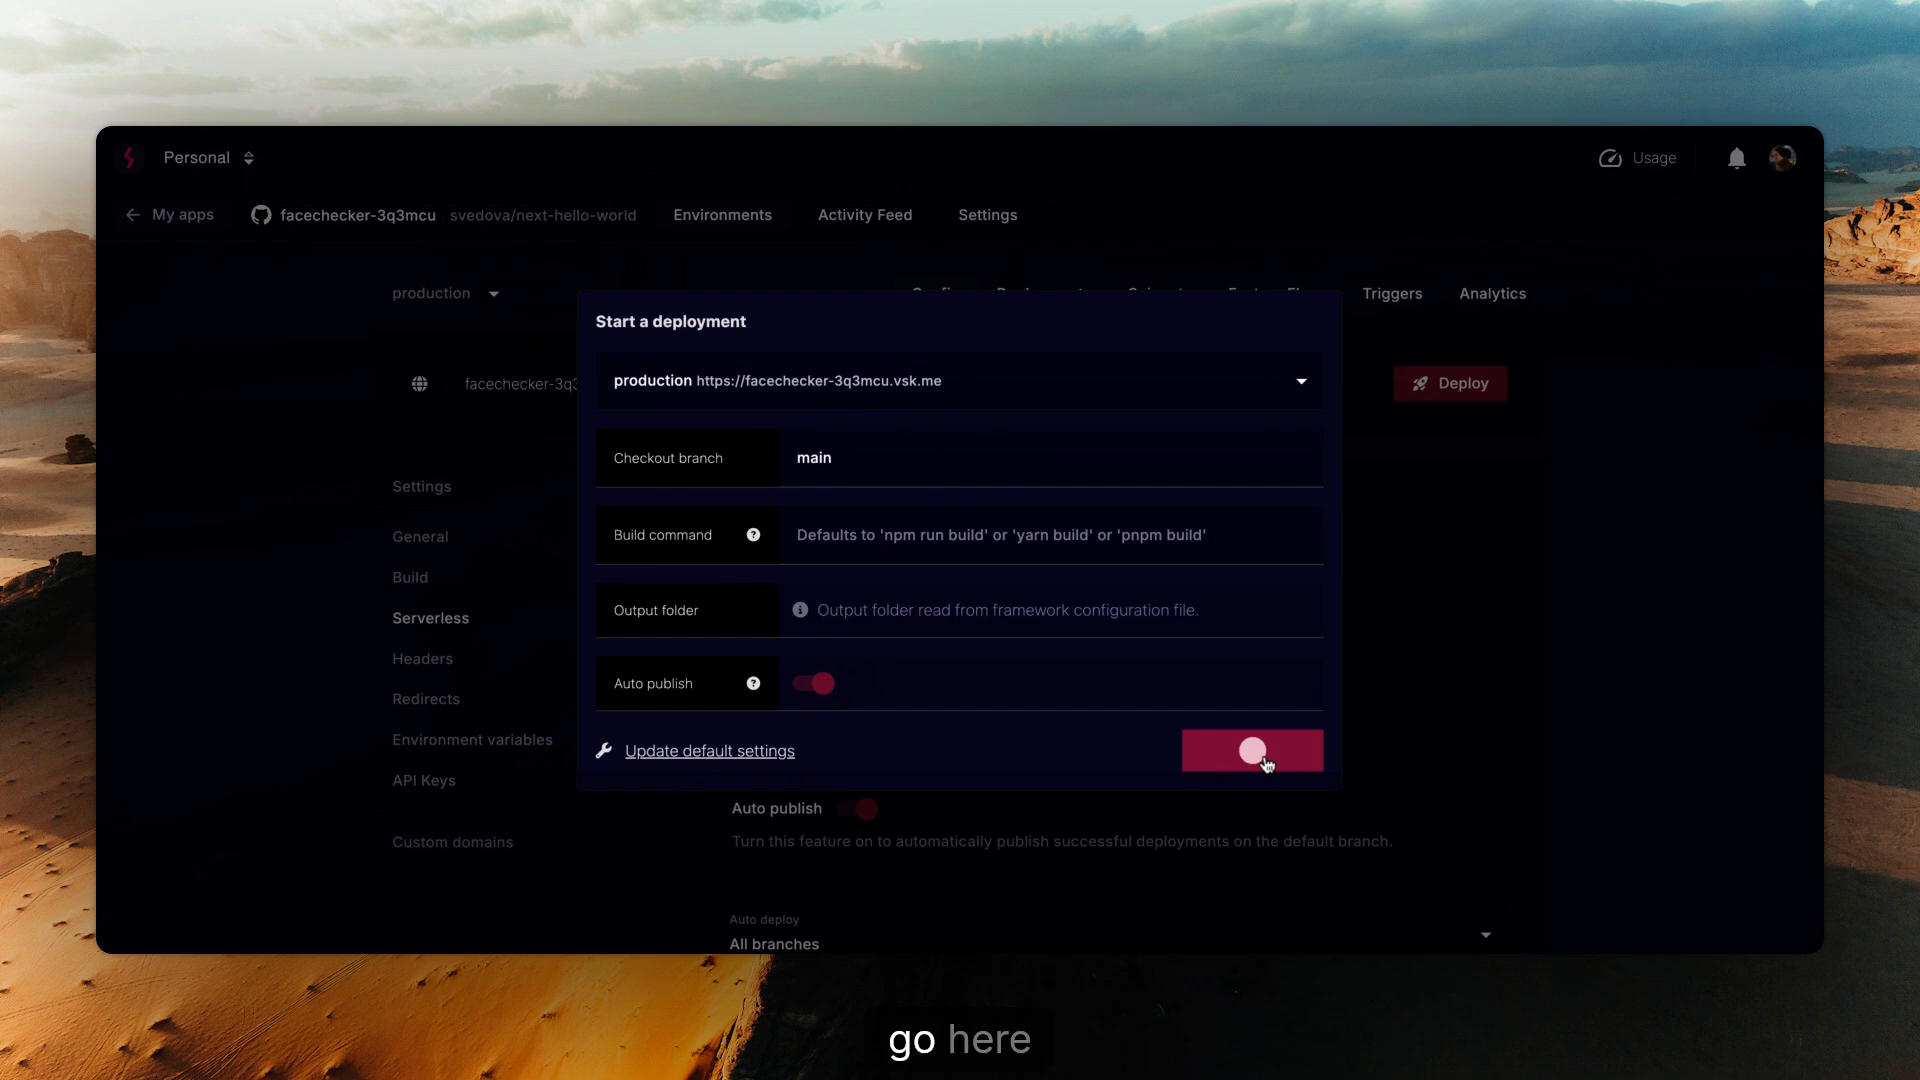 Personal
Usage
My apps
facechecker-3q3mcu svedova/next-hello-world
Environments
Activity Feed
Settings
production
Triggers
Analytics
facechecker-3q3
Deploy
Start a deployment
production https://facechecker-3q3mcu.vsk.me
Checkout branch
main
Build command
Defaults to 'npm run build' or 'yarn build' or 'pnpm build'
Output folder
Output folder read from framework configuration file.
Auto publish
Update default settings
Settings
General
Build
Serverless
Headers
Redirects
Environment variables
API Keys
Custom domains
Auto publish
Turn this feature on to automatically publish successful deployments on the default branch.
Auto deploy
All branches
go here